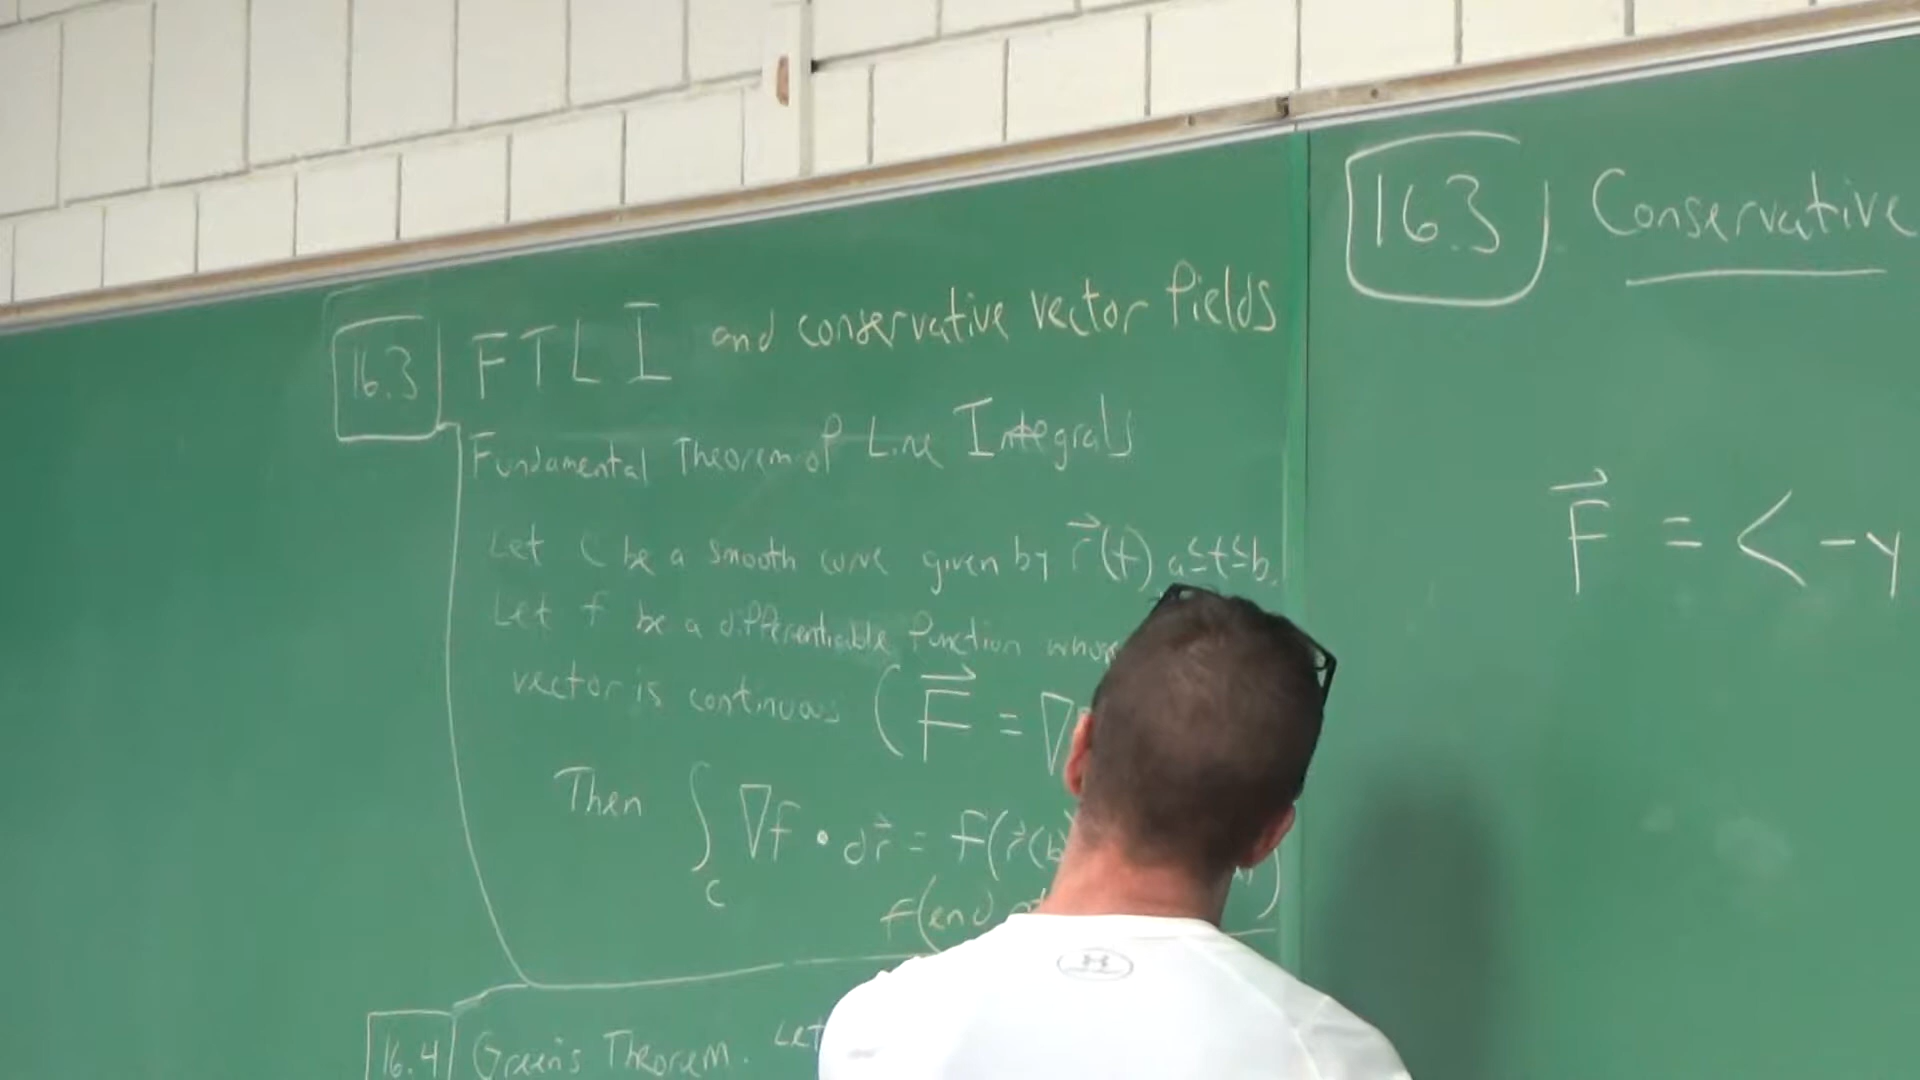 16.3 FTLI and conservative vector fields
Fundamental Theorem of Line Integrals
Let C be a smooth curve given by r⃗(t), a≤t≤b.
Let f be a differentiable function
vector is continuous (F⃗ = ∇
Then ∫_C ∇f • dr⃗ = f(r⃗(b)
f(end
16.4 Green's Theorem. Let
16.3 Conservative
F⃗ = < -y